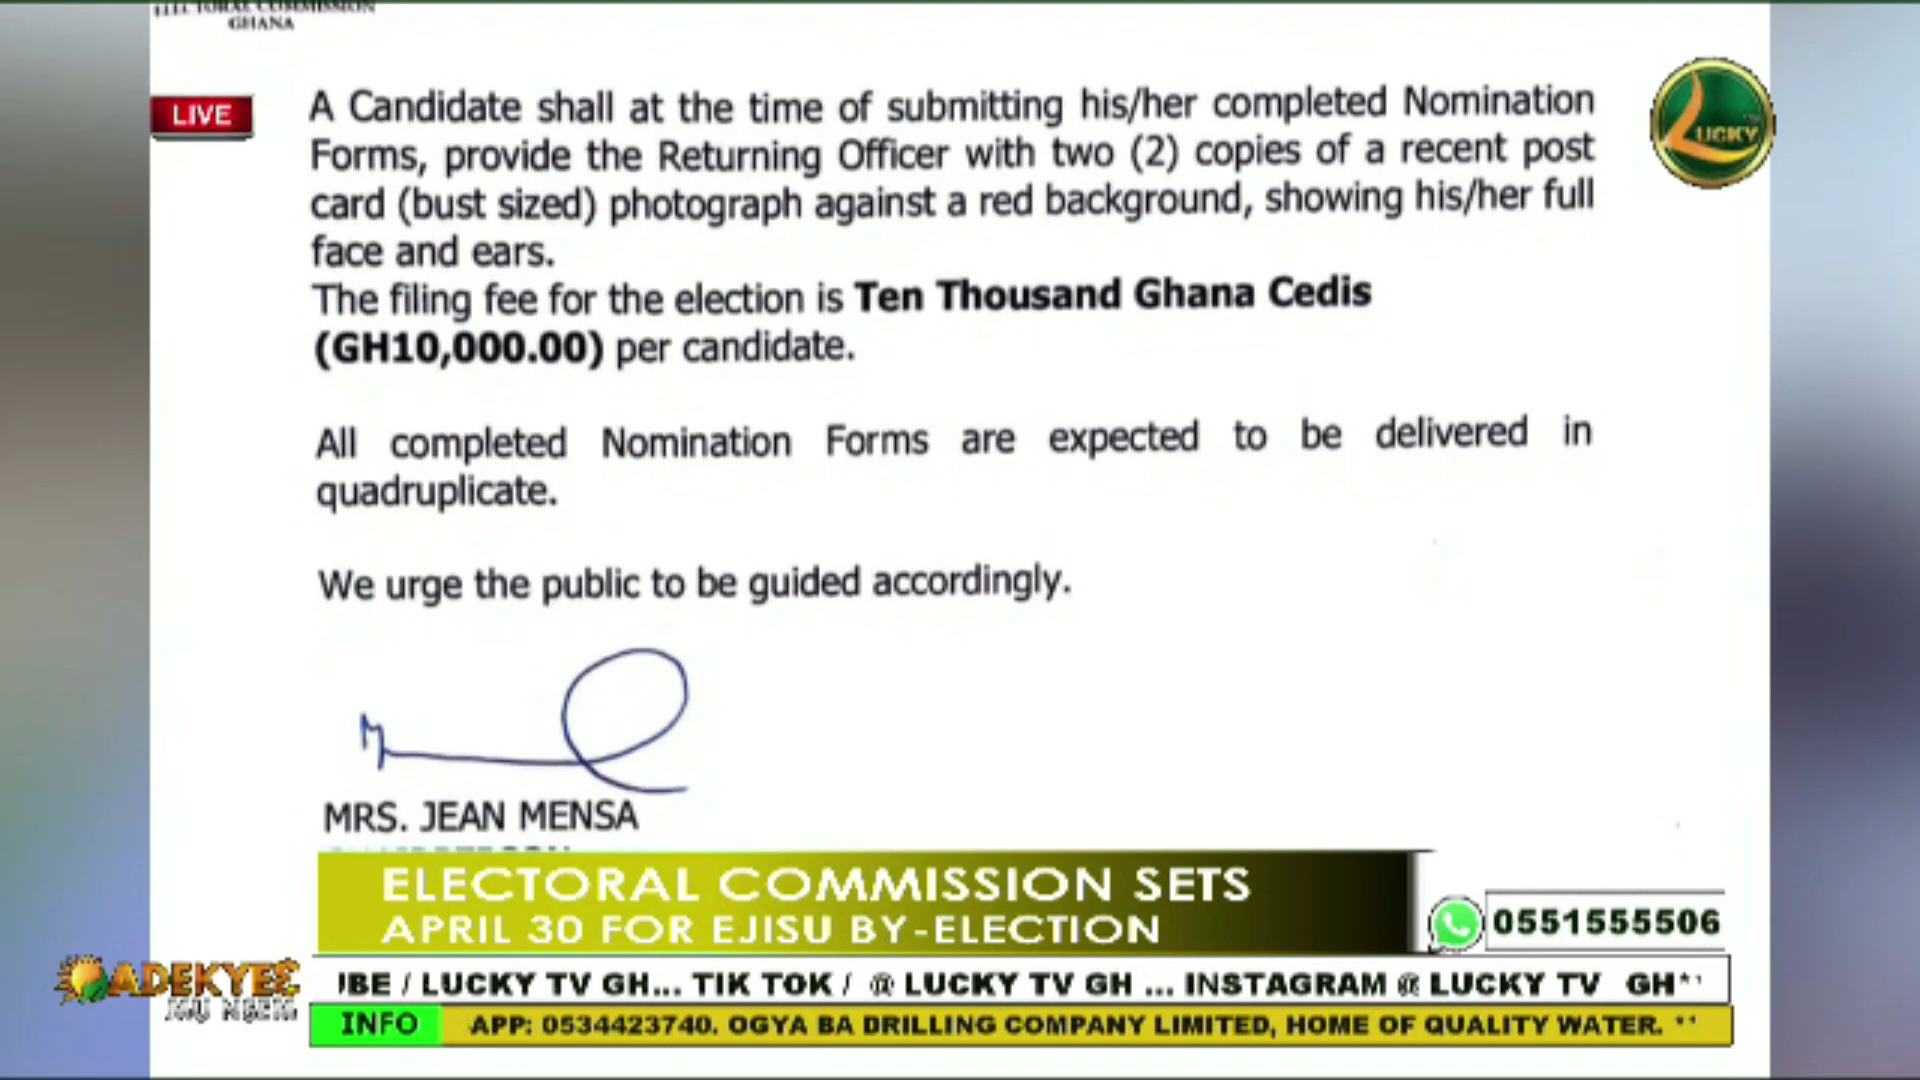 ELECTORAL COMMISSION
GHANA
LIVE
A Candidate shall at the time of submitting his/her completed Nomination
Forms, provide the Returning Officer with two (2) copies of a recent post
card (bust sized) photograph against a red background, showing his/her full
face and ears.
The filing fee for the election is Ten Thousand Ghana Cedis
(GH10,000.00) per candidate.
All completed Nomination Forms are expected to be delivered in
quadruplicate.
We urge the public to be guided accordingly.
MRS. JEAN MENSA
LUCKY
ELECTORAL COMMISSION SETS
APRIL 30 FOR EJISU BY-ELECTION
0551555506
ADEKYEƐ
MU NSƐM
/ LUCKY TV GH... TIK TOK / @ LUCKY TV GH ... INSTAGRAM @ LUCKY TV GH
INFO
APP: 0534423740. OGYA BA DRILLING COMPANY LIMITED, HOME OF QUALITY WATER. **